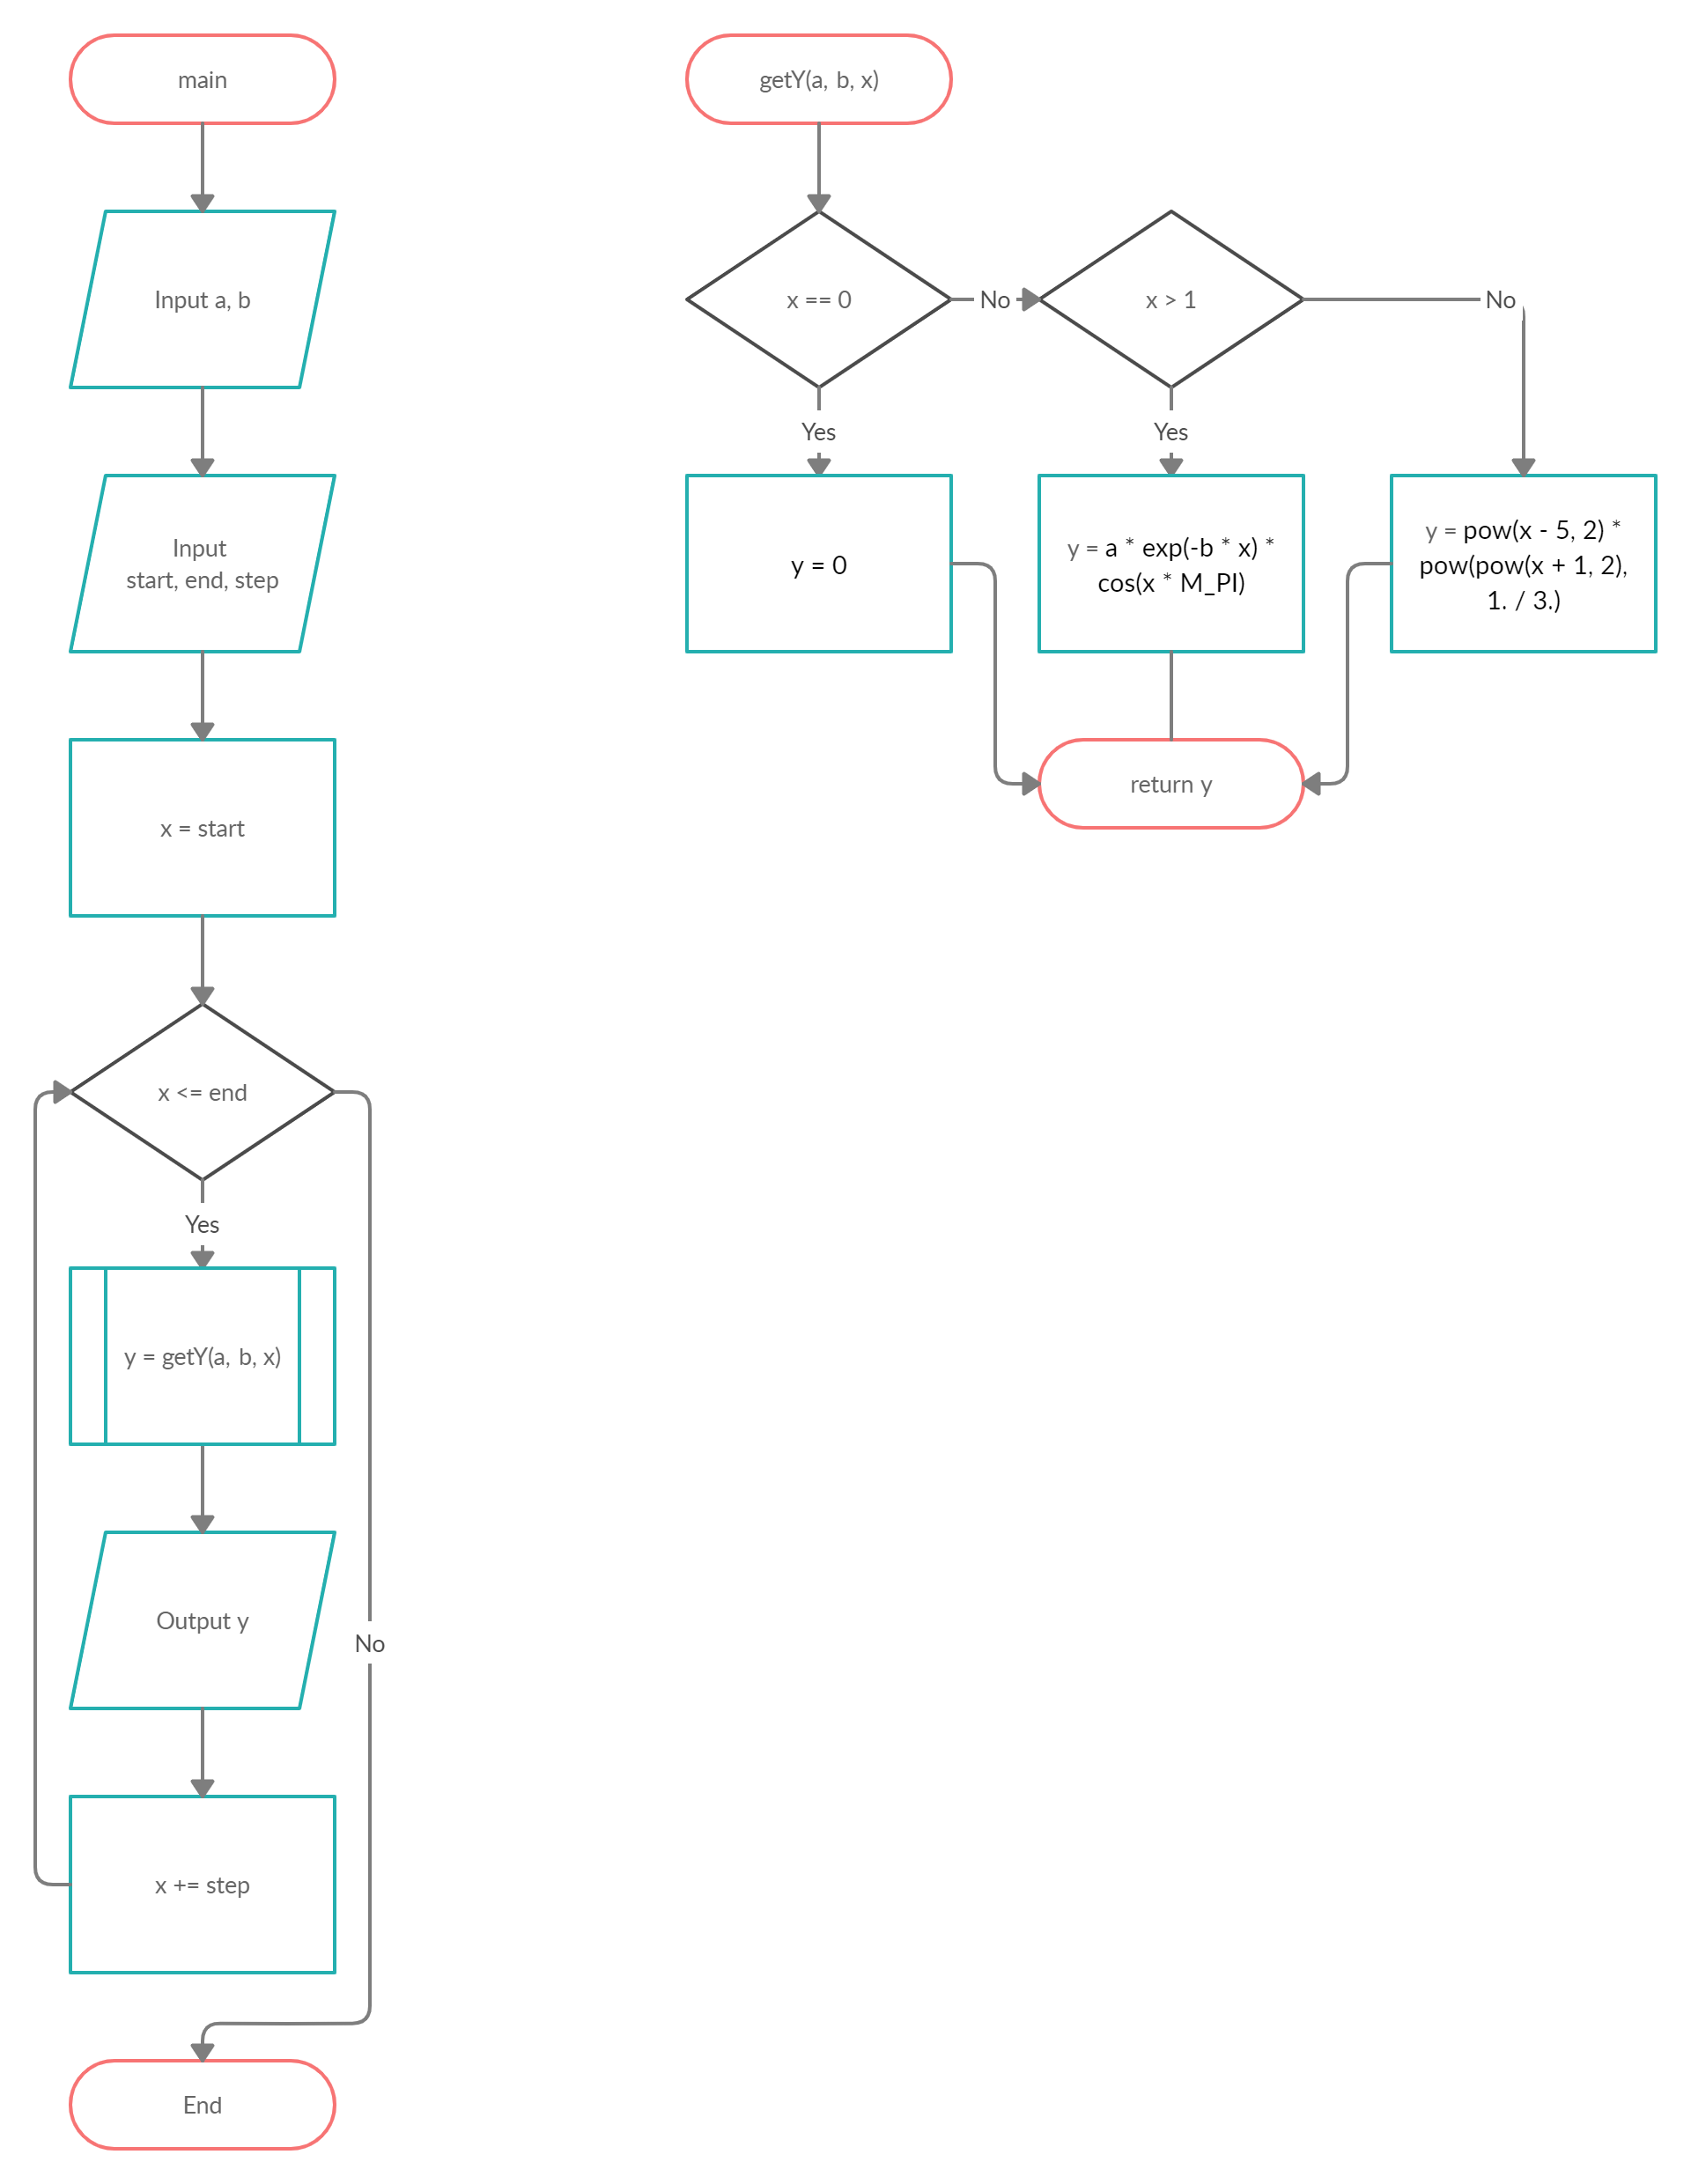 main
Input a, b
Input
start, end, step
x = start
x <= end
Yes
y = getY(a, b, x)
Output y
No
x += step
End
getY(a, b, x)
x == 0
No
x > 1
No
Yes
Yes
y = 0
y = a * exp(-b * x) *
cos(x * M_PI)
y = pow(x - 5, 2) *
pow(pow(x + 1, 2),
1. / 3.)
return y